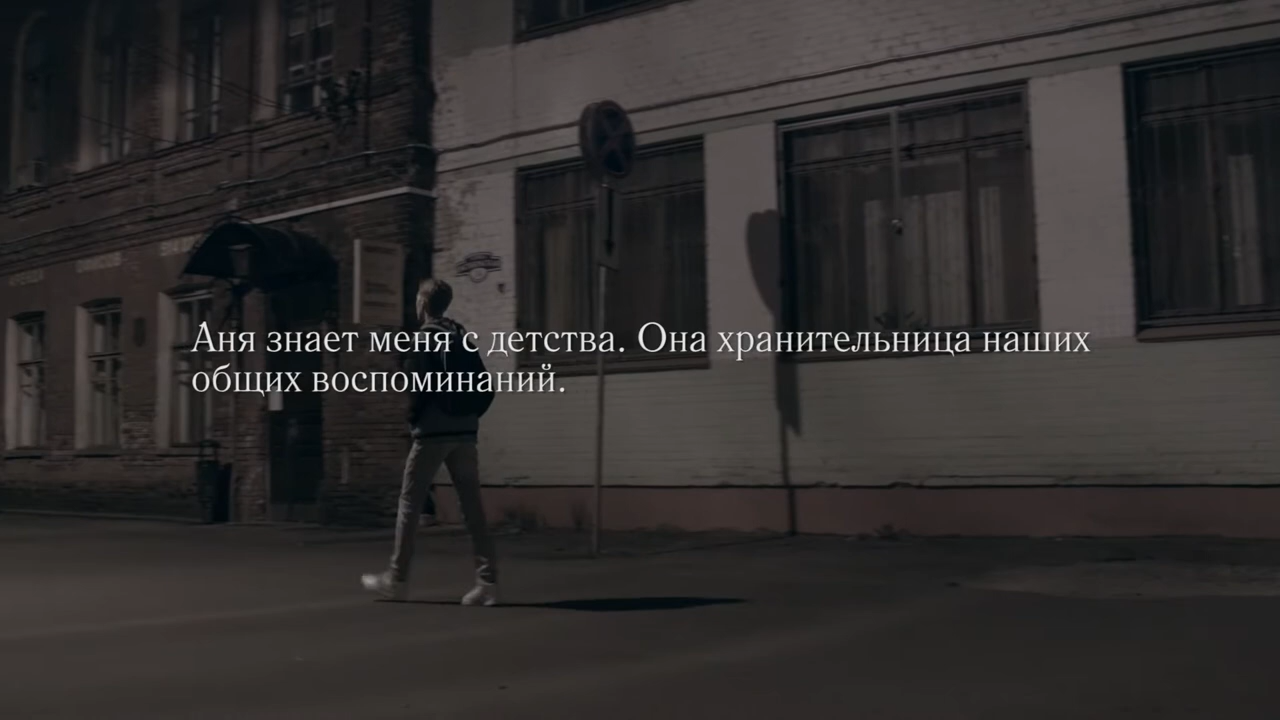 Аня знает меня с детства. Она хранительница наших
общих воспоминаний.